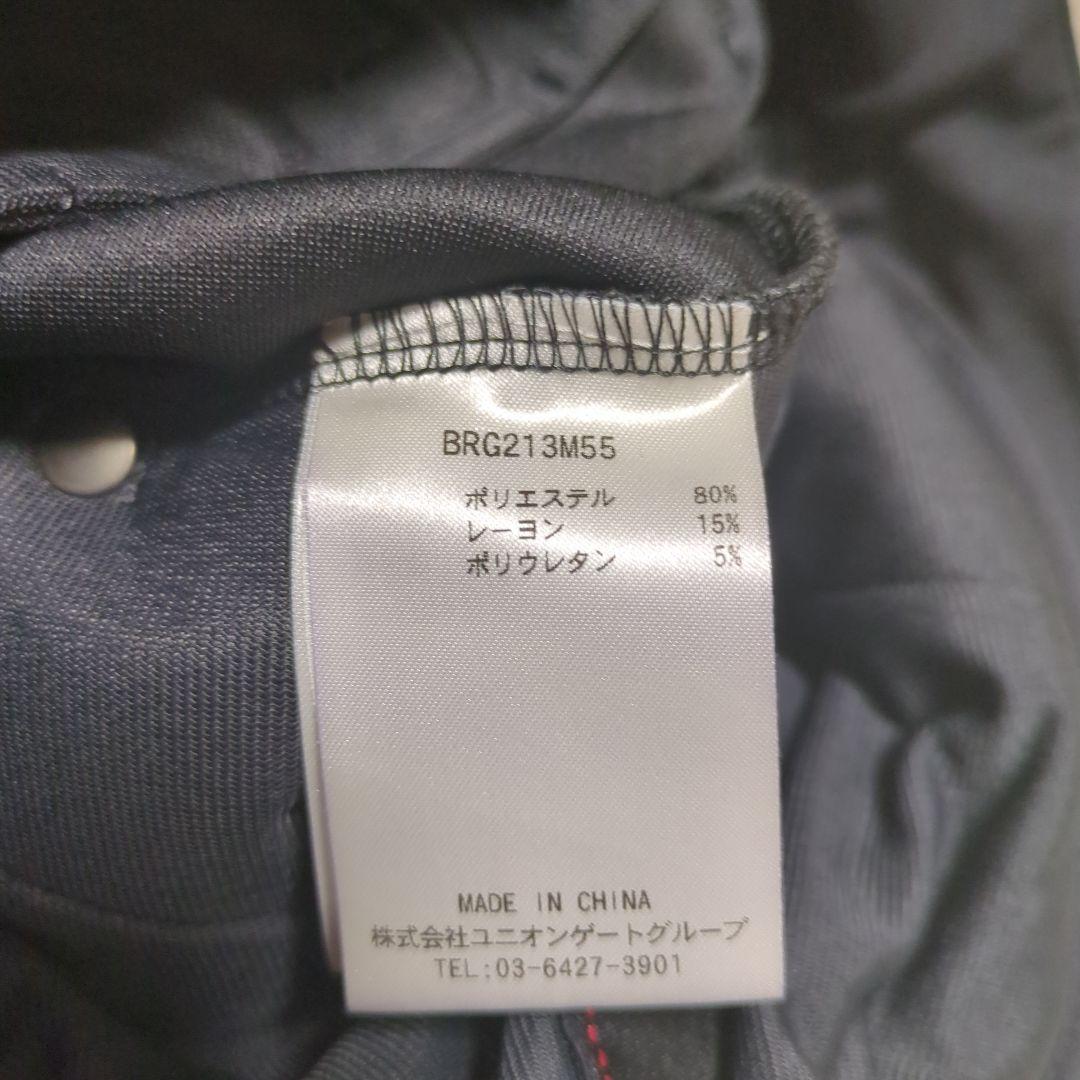 BRG213M55
ポリエステル 80%
レーヨン 15%
ポリウレタン 5%
MADE IN CHINA
株式会社ユニオンゲートグループ
TEL:03-6427-3901